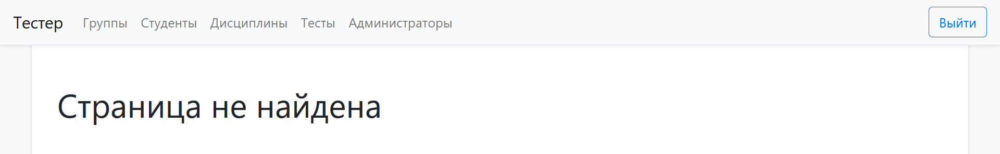 Тестер Группы Студенты Дисциплины Тесты Администраторы Выйти
Страница не найдена